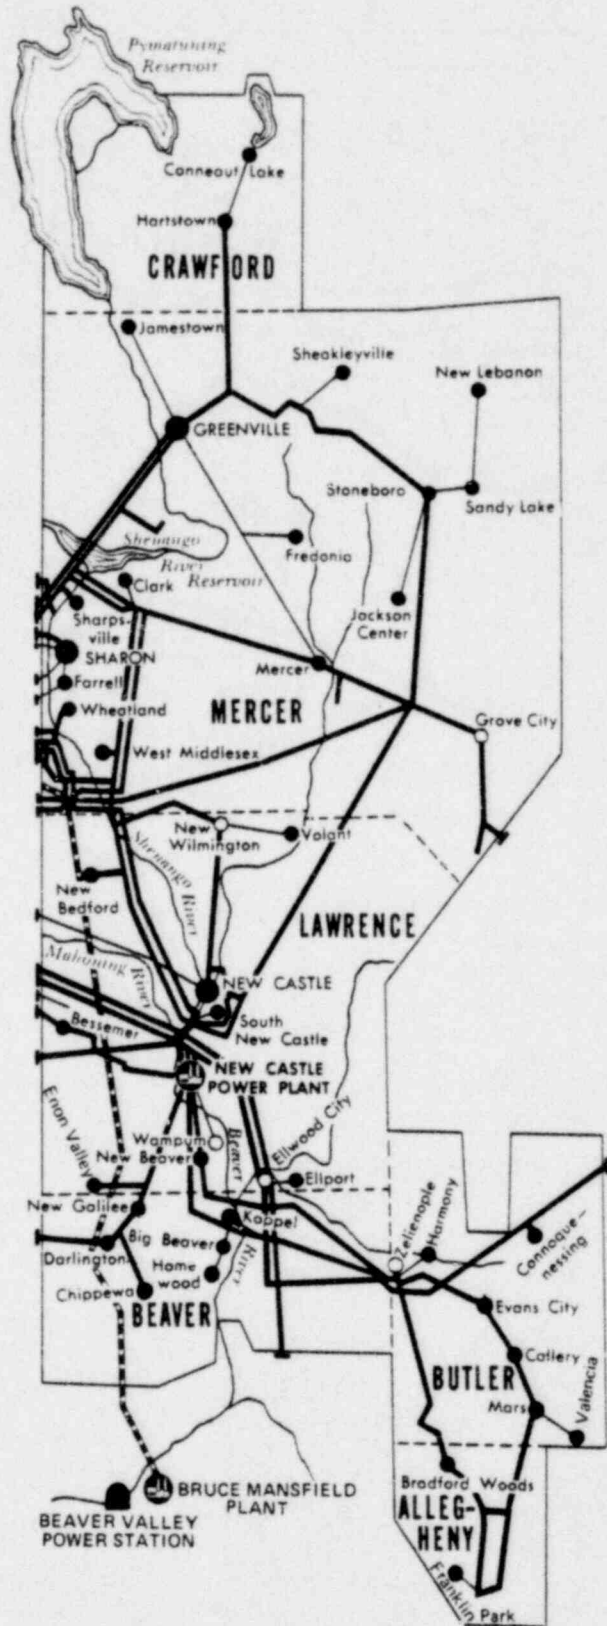 Pymatuning
Reservoir
Conneaut Lake
Hartstown
CRAWFORD
Jamestown
Sheakleyville
New Lebanon
GREENVILLE
Stoneboro
Sandy Lake
Shenango
River
Reservoir
Fredonia
Clark
Jackson
Center
Sharps-
ville
SHARON
Mercer
Farrell
MERCER
Wheatland
Grove City
West Middlesex
New
Wilmington
Volant
Shenango
River
New
Bedford
LAWRENCE
Mahoning
River
NEW CASTLE
South
New Castle
Bessemer
NEW CASTLE
POWER PLANT
Enon Valley
Wampum
Beaver
River
Ellwood City
New Beaver
Ellport
New Galilee
Koppel
Zelienople
Harmony
Connoque-
nessing
Big Beaver
Darlington
Home
wood
Chippewa
BEAVER
Evans City
Callery
BUTLER
Mars
Valencia
Bradford Woods
BRUCE MANSFIELD
PLANT
BEAVER VALLEY
POWER STATION
ALLEG-
HENY
Franklin Park